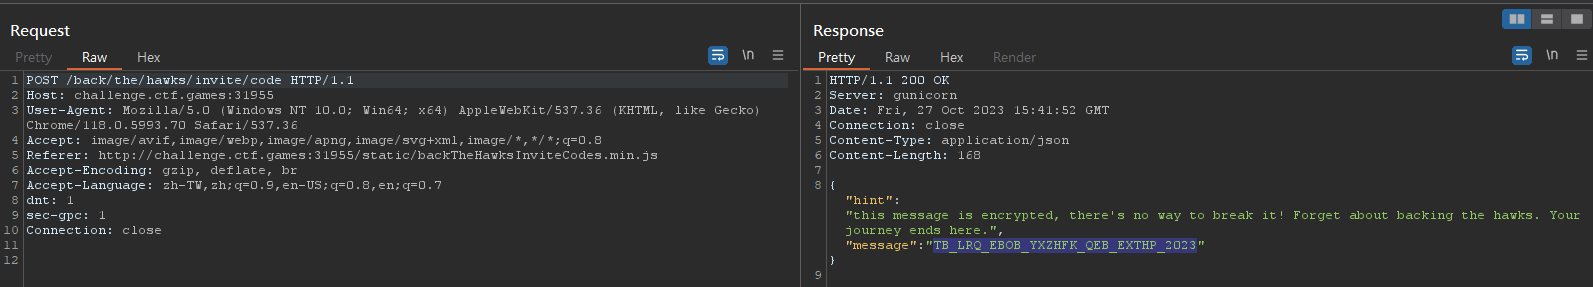 Request
Pretty Raw Hex
\n
1 POST /back/the/hawks/invite/code HTTP/1.1
2 Host: challenge.ctf.games:31955
3 User-Agent: Mozilla/5.0 (Windows NT 10.0; Win64; x64) AppleWebKit/537.36 (KHTML, like Gecko)
Chrome/118.0.5993.70 Safari/537.36
4 Accept: image/avif,image/webp,image/apng,image/svg+xml,image/*,*/*;q=0.8
5 Referer: http://challenge.ctf.games:31955/static/backTheHawksInviteCodes.min.js
6 Accept-Encoding: gzip, deflate, br
7 Accept-Language: zh-TW,zh;q=0.9,en-US;q=0.8,en;q=0.7
8 dnt: 1
9 sec-gpc: 1
10 Connection: close
11
12
Response
Pretty Raw Hex Render
\n
1 HTTP/1.1 200 OK
2 Server: gunicorn
3 Date: Fri, 27 Oct 2023 15:41:52 GMT
4 Connection: close
5 Content-Type: application/json
6 Content-Length: 168
7
8 {
"hint":
"this message is encrypted, there's no way to break it! Forget about backing the hawks. Your
journey ends here.",
"message":"TB_LRQ_EBOB_YXZHFK_QEB_EXTHP_2023"
}
9